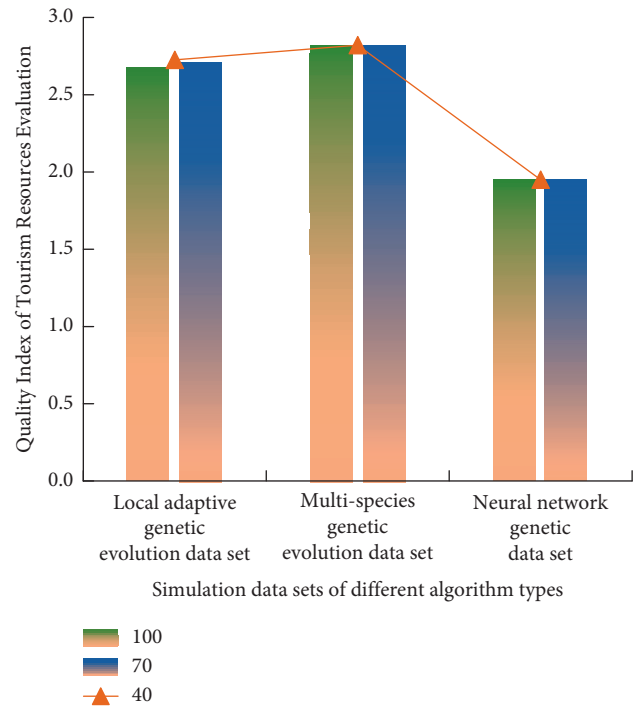 Quality Index of Tourism Resources Evaluation
3.0
2.5
2.0
1.5
1.0
0.5
0.0
Local adaptive
genetic
evolution data set
Multi-species
genetic
evolution data set
Neural network
genetic
data set
Simulation data sets of different algorithm types
100
70
40